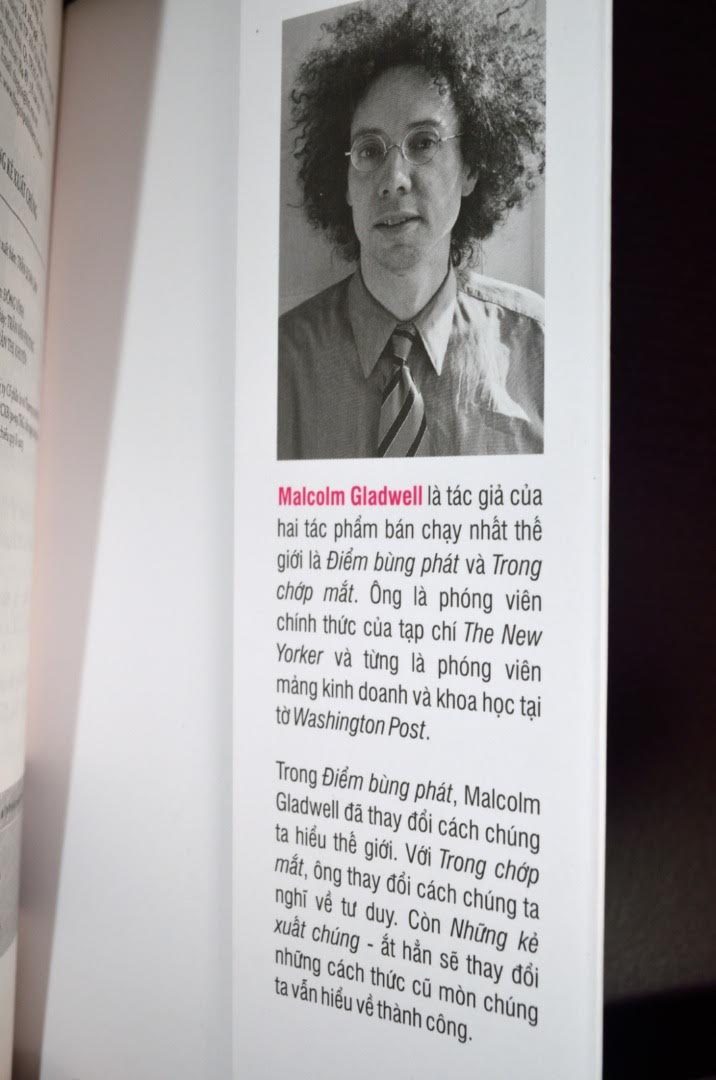 Malcolm Gladwell là tác giả của
hai tác phẩm bán chạy nhất thế
giới là Điểm bùng phát và Trong
chớp mắt. Ông là phóng viên
chính thức của tạp chí The New
Yorker và từng là phóng viên
mảng kinh doanh và khoa học tại
tờ Washington Post.
Trong Điểm bùng phát, Malcolm
Gladwell đã thay đổi cách chúng
ta hiểu thế giới. Với Trong chớp
mắt, ông thay đổi cách chúng ta
nghĩ về tư duy. Còn Những kẻ
xuất chúng - ắt hẳn sẽ thay đổi
những cách thức cũ mòn chúng
ta vẫn hiểu về thành công.